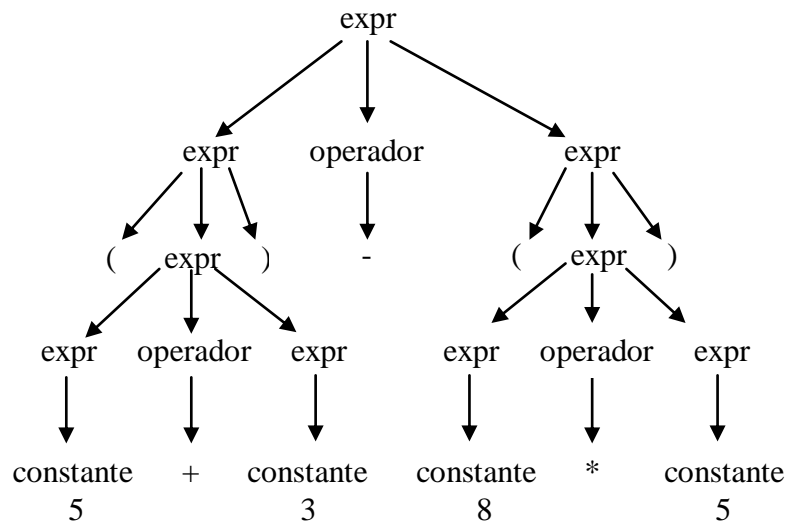 expr
expr operador expr
( expr ) - ( expr )
expr operador expr expr operador expr
constante + constante constante * constante
5 3 8 5